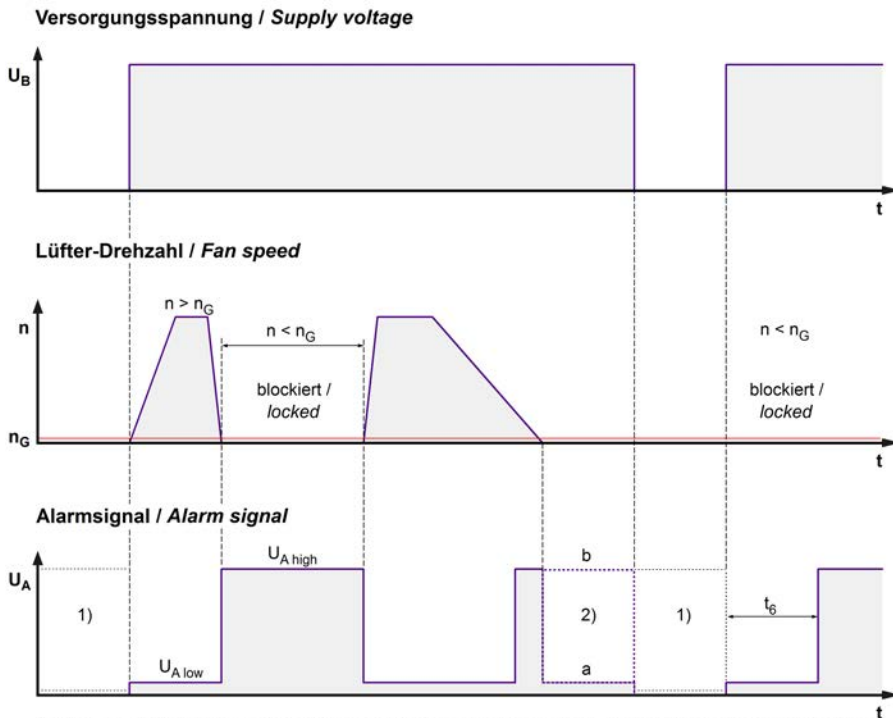 Versorgungsspannung / Supply voltage
U_B
t
Lüfter-Drehzahl / Fan speed
n > n_G
n
n < n_G
n < n_G
blockiert /
locked
blockiert /
locked
n_G
t
Alarmsignal / Alarm signal
U_A high
b
U_A
1)
2)
1)
t_6
U_A low
a
t